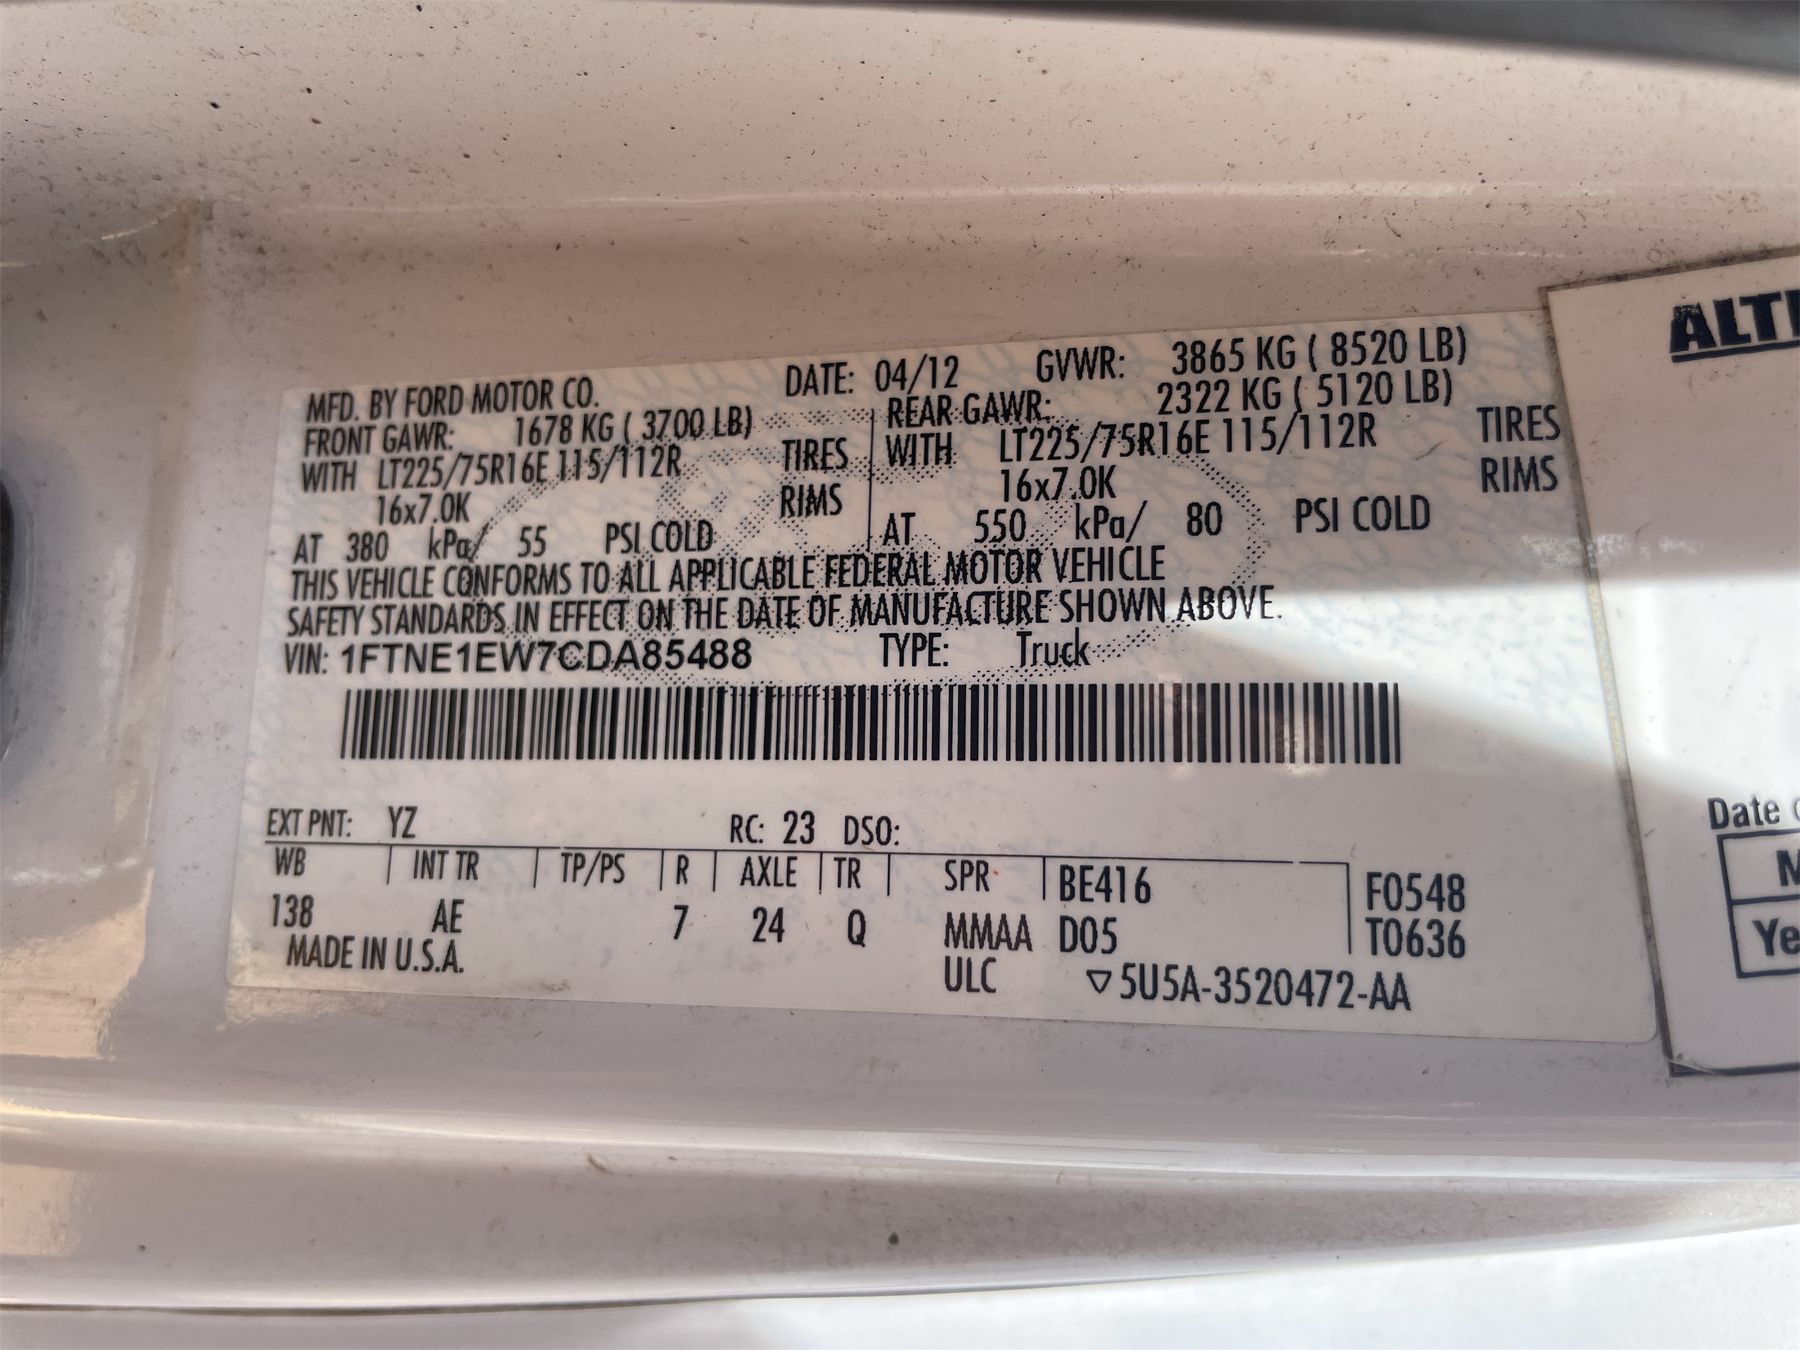 MFD. BY FORD MOTOR CO. DATE: 04/12 GVWR: 3865 KG ( 8520 LB)
FRONT GAWR: 1678 KG ( 3700 LB) REAR GAWR: 2322 KG ( 5120 LB)
WITH LT225/75R16E 115/112R TIRES WITH LT225/75R16E 115/112R TIRES
16x7.0K RIMS 16x7.0K RIMS
AT 380 kPa/ 55 PSI COLD AT 550 kPa/ 80 PSI COLD
THIS VEHICLE CONFORMS TO ALL APPLICABLE FEDERAL MOTOR VEHICLE
SAFETY STANDARDS IN EFFECT ON THE DATE OF MANUFACTURE SHOWN ABOVE.
VIN: 1FTNE1EW7CDA85488 TYPE: Truck
EXT PNT: YZ RC: 23 DSO:
WB INT TR TP/PS R AXLE TR SPR BE416 F0548
138 AE 7 24 Q MMAA D05 T0636
MADE IN U.S.A. ULC ▽5U5A-3520472-AA
Date